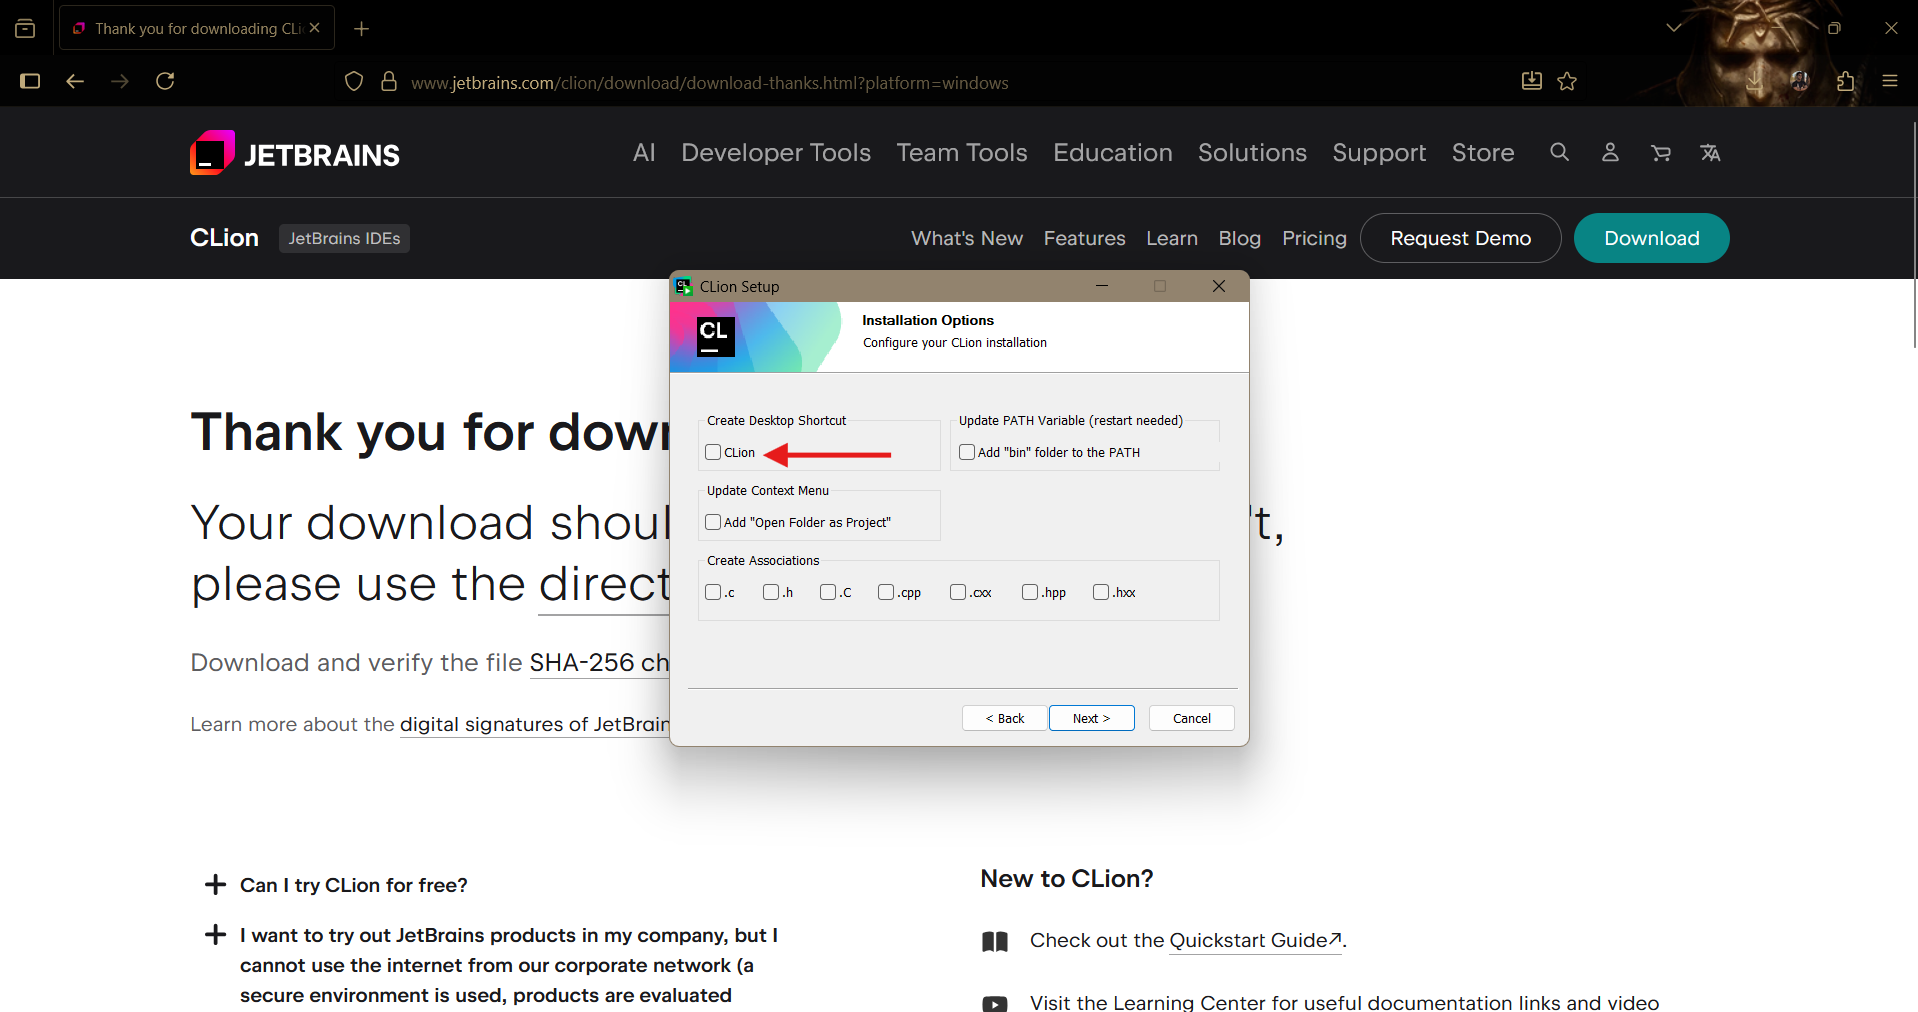 Thank you for downloading CLi
www.jetbrains.com/clion/download/download-thanks.html?platform=windows
JETBRAINS
AI Developer Tools Team Tools Education Solutions Support Store
CLion JetBrains IDEs What's New Features Learn Blog Pricing Request Demo Download
CL CLion Setup
CL
Installation Options
Configure your CLion installation
Create Desktop Shortcut
CLion
Update PATH Variable (restart needed)
Add "bin" folder to the PATH
Update Context Menu
Add "Open Folder as Project"
Create Associations
.c .h .C .cpp .cxx .hpp .hxx
< Back Next > Cancel
Thank you for dow
Your download shoul 't,
please use the direct
Download and verify the file SHA-256 ch
Learn more about the digital signatures of JetBrain
Can I try CLion for free?
I want to try out JetBrains products in my company, but I
cannot use the internet from our corporate network (a
secure environment is used, products are evaluated
New to CLion?
Check out the Quickstart Guide↗.
Visit the Learning Center for useful documentation links and video